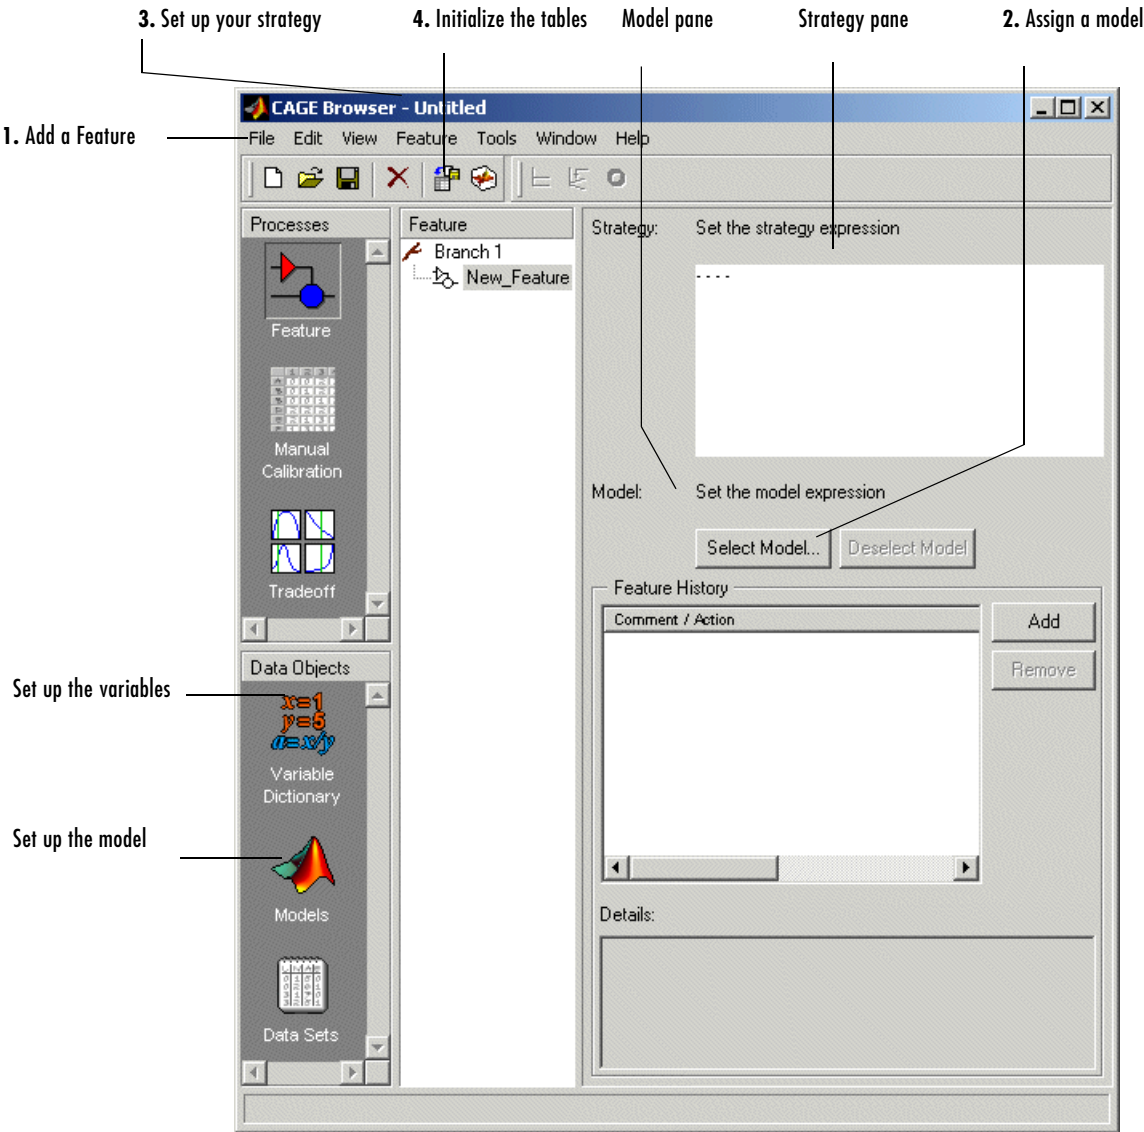 3. Set up your strategy
4. Initialize the tables
Model pane
Strategy pane
2. Assign a model
CAGE Browser - Untitled
1. Add a Feature
File Edit View Feature Tools Window Help
Processes
Feature
Manual
Calibration
Tradeoff
Feature
Branch 1
New_Feature
Strategy: Set the strategy expression
- - - -
Model: Set the model expression
Select Model... Deselect Model
Feature History
Comment / Action
Add
Remove
Details:
Data Objects
Set up the variables
x=1
y=5
a=x/y
Variable
Dictionary
Set up the model
Models
Data Sets